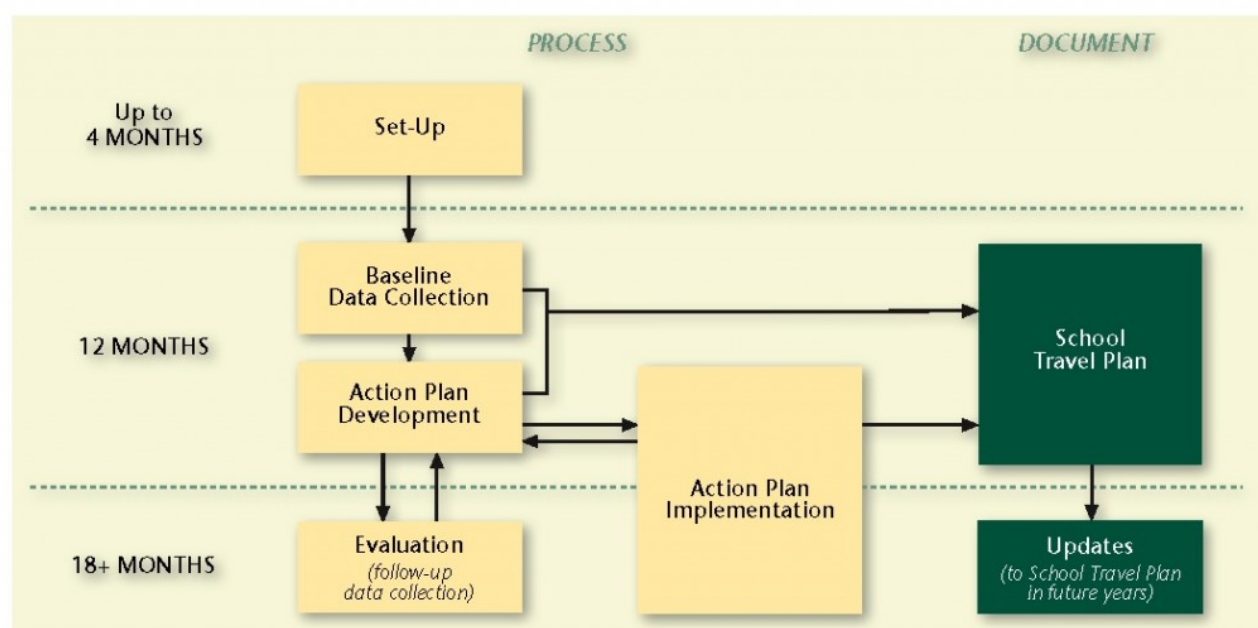 PROCESS
DOCUMENT
Up to
4 MONTHS
Set-Up
Baseline
Data Collection
12 MONTHS
School
Travel Plan
Action Plan
Development
Action Plan
Implementation
18+ MONTHS
Evaluation
(follow-up
data collection)
Updates
(to School Travel Plan
in future years)